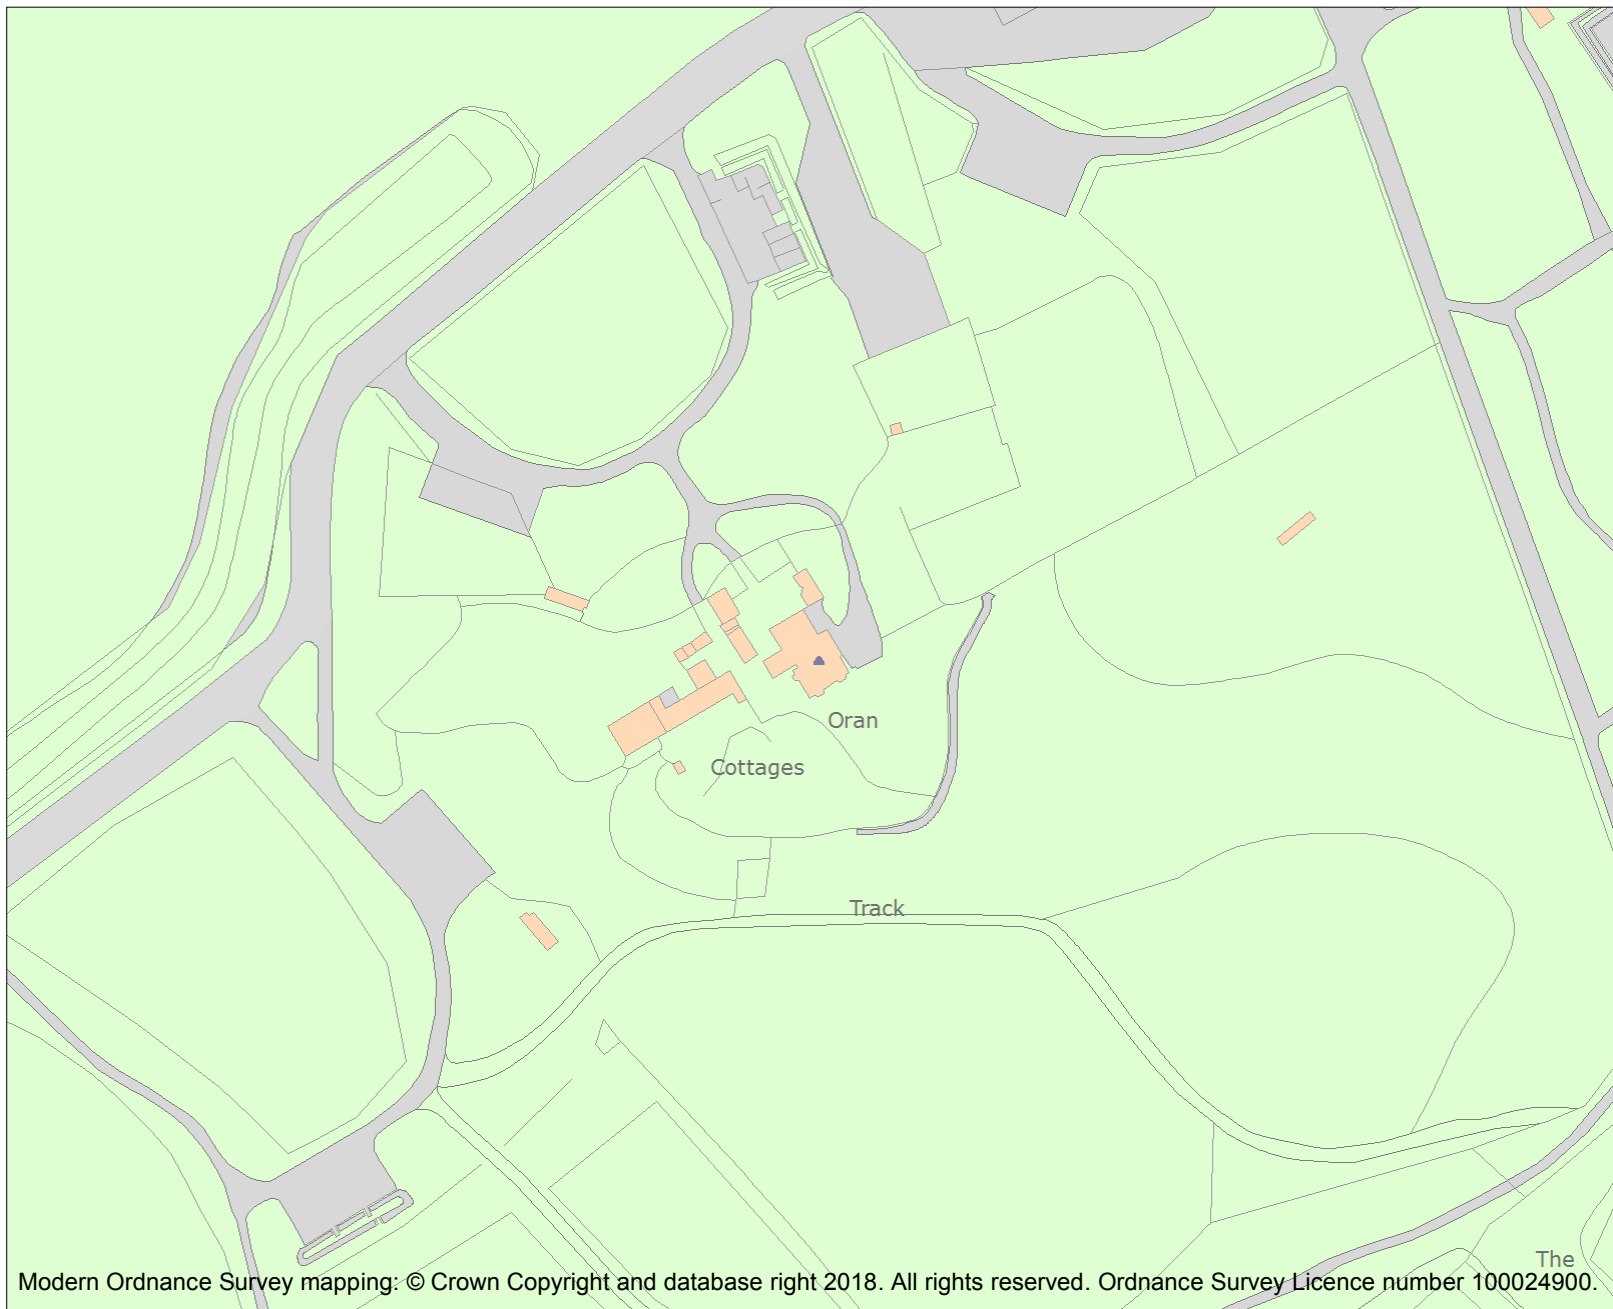 Oran
Cottages
Track
The
Modern Ordnance Survey mapping: © Crown Copyright and database right 2018. All rights reserved. Ordnance Survey Licence number 100024900.